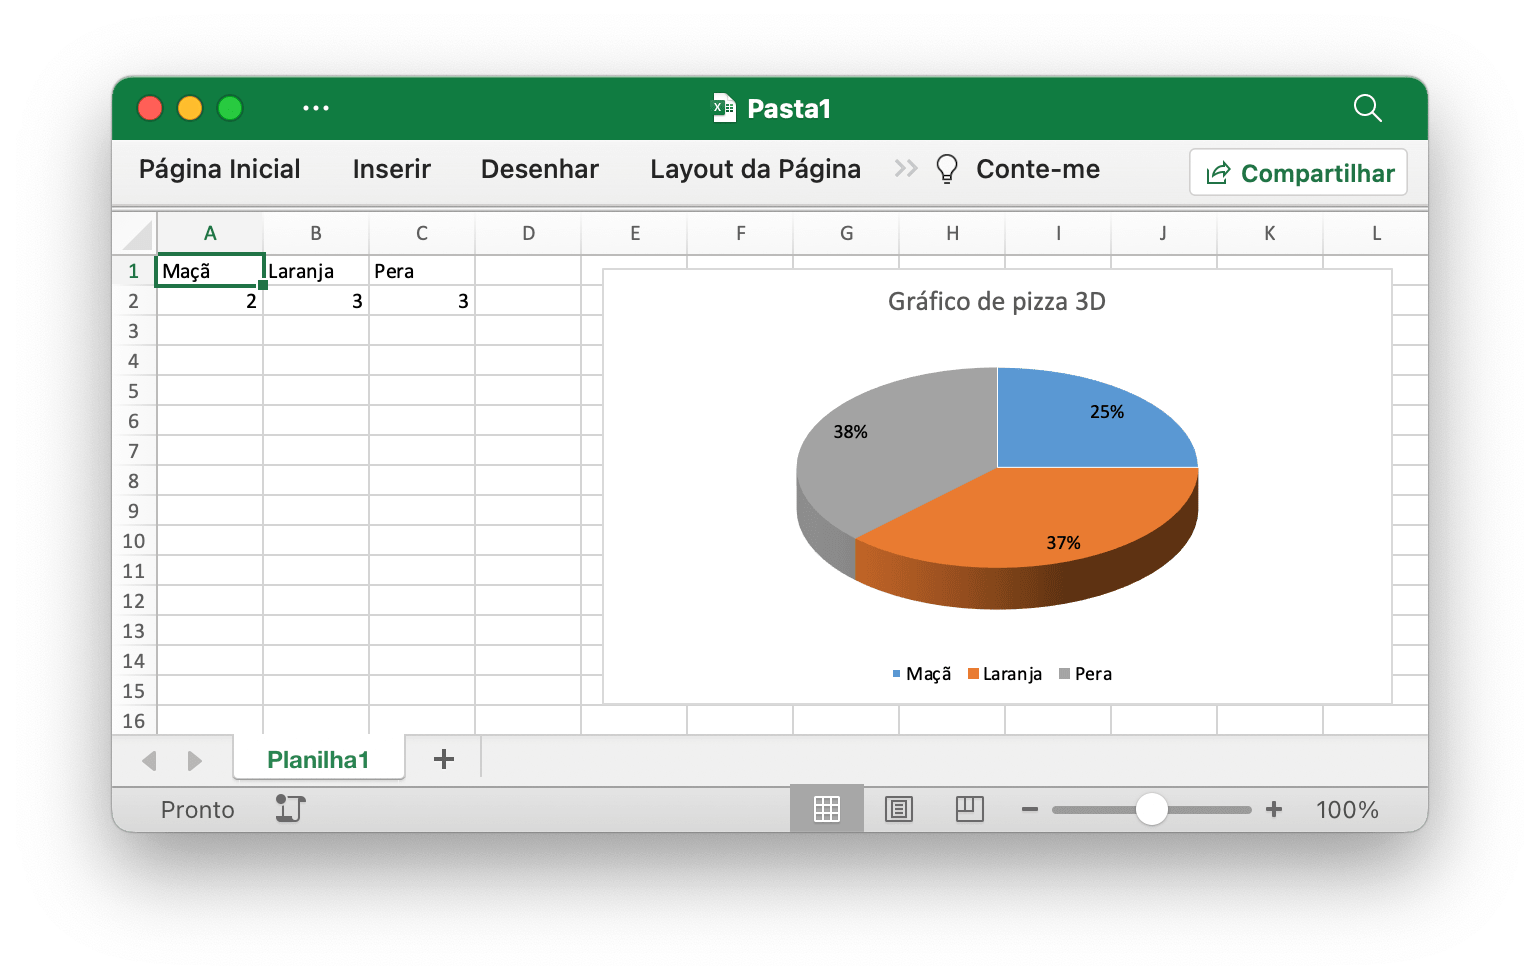 Pasta1
Página Inicial Inserir Desenhar Layout da Página Conte-me Compartilhar
A B C D E F G H I J K L
1 Maçã Laranja Pera
2 2 3 3
3
4
5
6
7
8
9
10
11
12
13
14
15
16
Gráfico de pizza 3D
25%
38%
37%
Maçã Laranja Pera
Planilha1
Pronto 100%